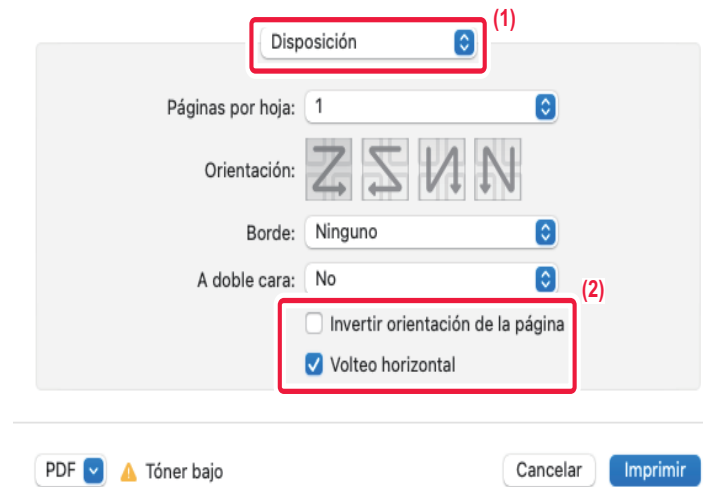 (1)
Disposición
Páginas por hoja: 1
Orientación:
Borde: Ninguno
A doble cara: No
(2)
Invertir orientación de la página
Volteo horizontal
PDF Tóner bajo Cancelar Imprimir